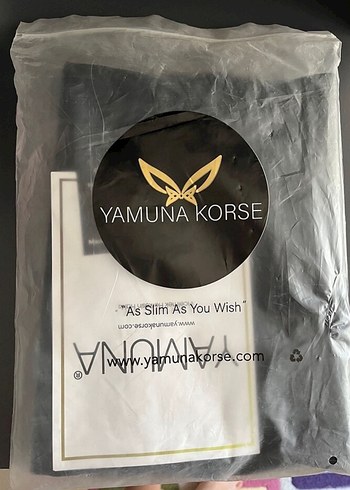 YAMUNA KORSE
"As Slim As You Wish"
www.yamunakorse.com
www.yamunakorse.com
YAMUNA®